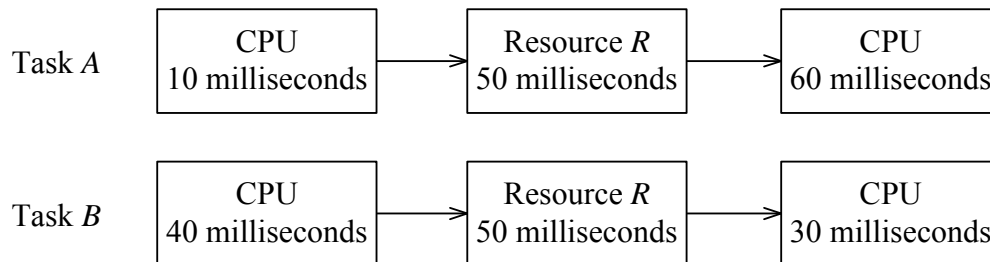 Task A
CPU
10 milliseconds
Resource R
50 milliseconds
CPU
60 milliseconds
Task B
CPU
40 milliseconds
Resource R
50 milliseconds
CPU
30 milliseconds